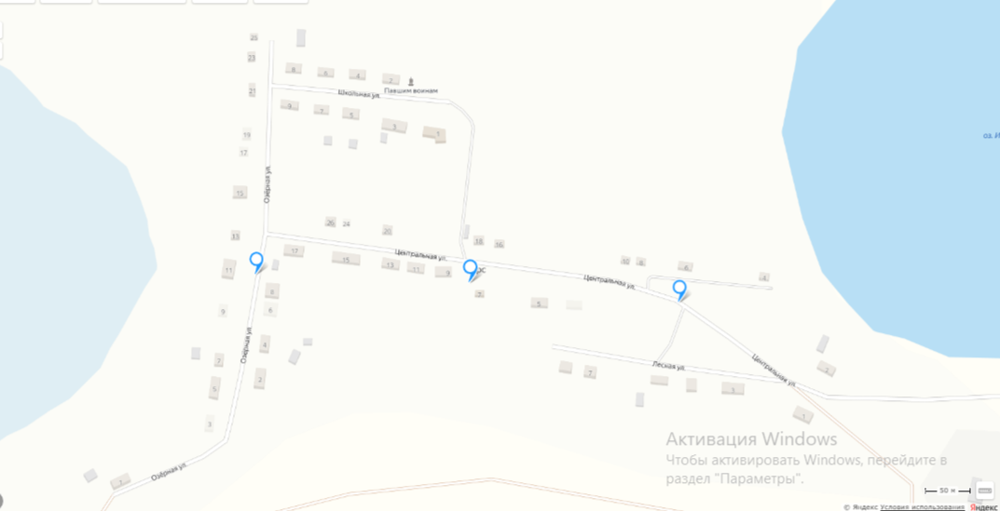 25
23
8
6
4
2
21
Павшим воинам
Школьная ул.
9
7
5
3
1
19
17
15
Озёрная ул.
26
24
20
13
18
16
17
15
Центральная ул.
13
11
9
11
10
8
6
4
Центральная ул.
8
7
5
9
6
4
7
2
5
3
Озёрная ул.
Лесная ул.
Центральная ул.
2
7
3
1
Озёрная ул.
1
оз. И
Активация Windows
Чтобы активировать Windows, перейдите в
раздел "Параметры".
50 м
© Яндекс Условия использования
Яндекс